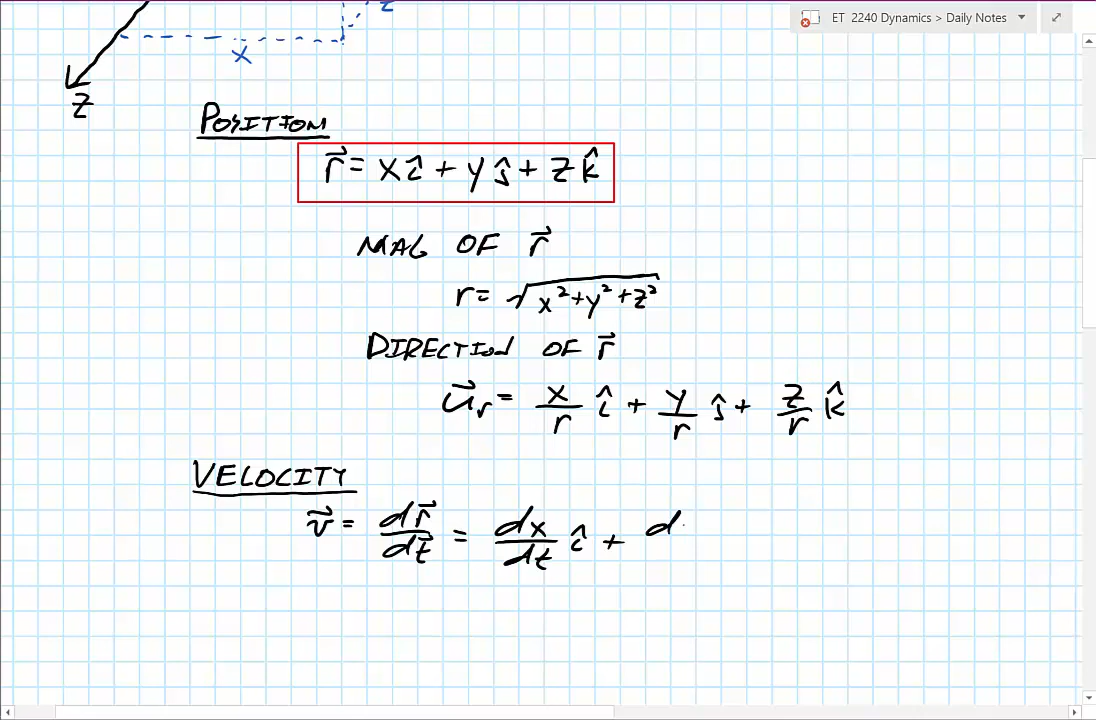 ET 2240 Dynamics > Daily Notes
z
x
z
POSITION
r⃗ = x î + y ĵ + z k̂
MAG OF r⃗
r = √x² + y² + z²
DIRECTION OF r⃗
u⃗r = x/r î + y/r ĵ + z/r k̂
VELOCITY
v⃗ = dr⃗/dt⃗ = dx/dt î + d